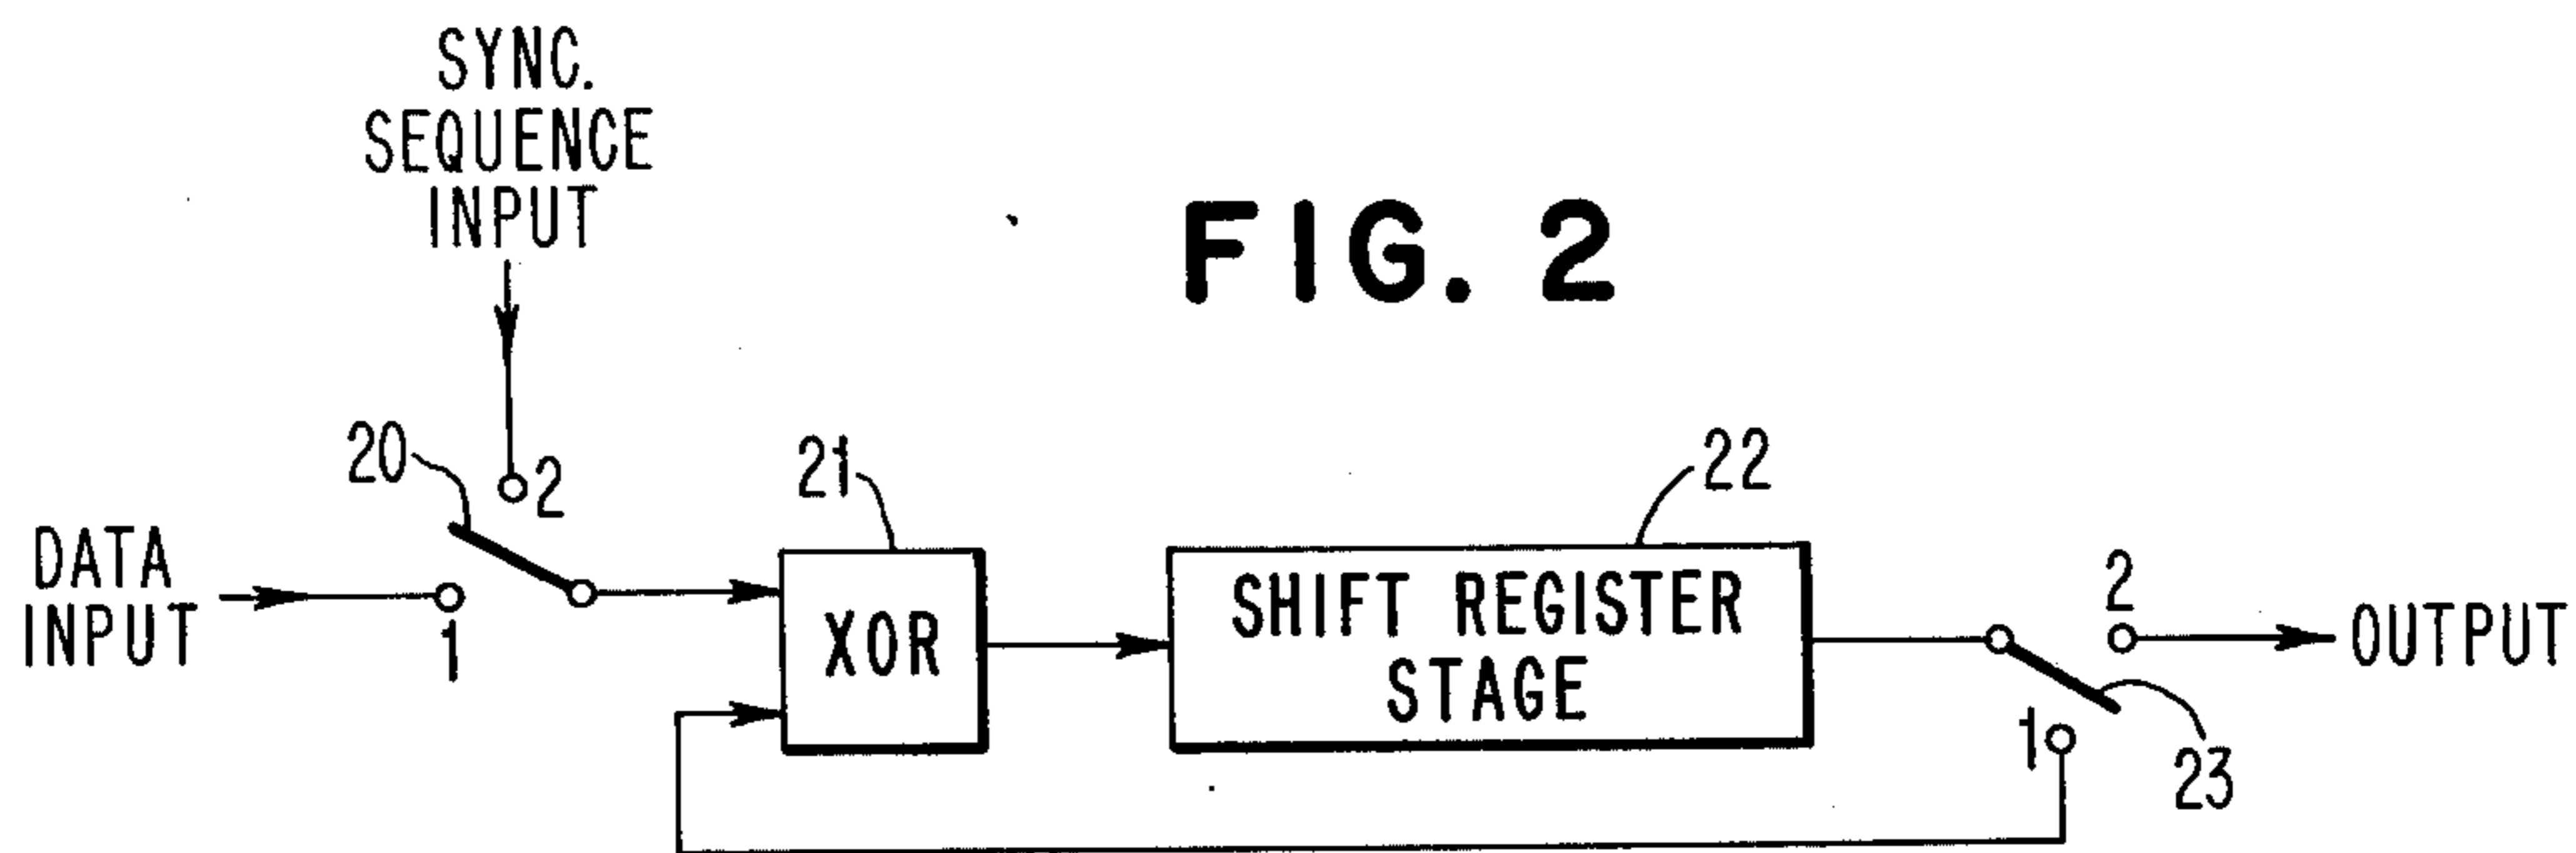 SYNC.
SEQUENCE
INPUT
FIG. 2
20
2
21
22
DATA
INPUT
1
XOR
SHIFT REGISTER
STAGE
2
OUTPUT
1
23